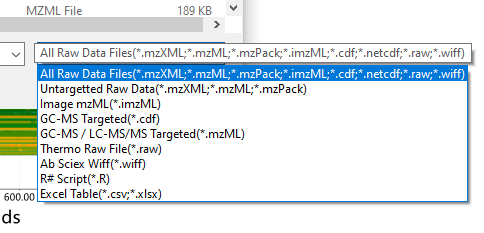 MZML File 189 KB
All Raw Data Files(*.mzXML;*.mzML;*.mzPack;*.imzML;*.cdf;*.netcdf;*.raw;*.wiff)
All Raw Data Files(*.mzXML;*.mzML;*.mzPack;*.imzML;*.cdf;*.netcdf;*.raw;*.wiff)
Untargetted Raw Data(*.mzXML;*.mzML;*.mzPack)
Image mzML(*.imzML)
GC-MS Targeted(*.cdf)
GC-MS / LC-MS/MS Targeted(*.mzML)
Thermo Raw File(*.raw)
Ab Sciex Wiff(*.wiff)
R# Script(*.R)
Excel Table(*.csv;*.xlsx)
600.00
ds